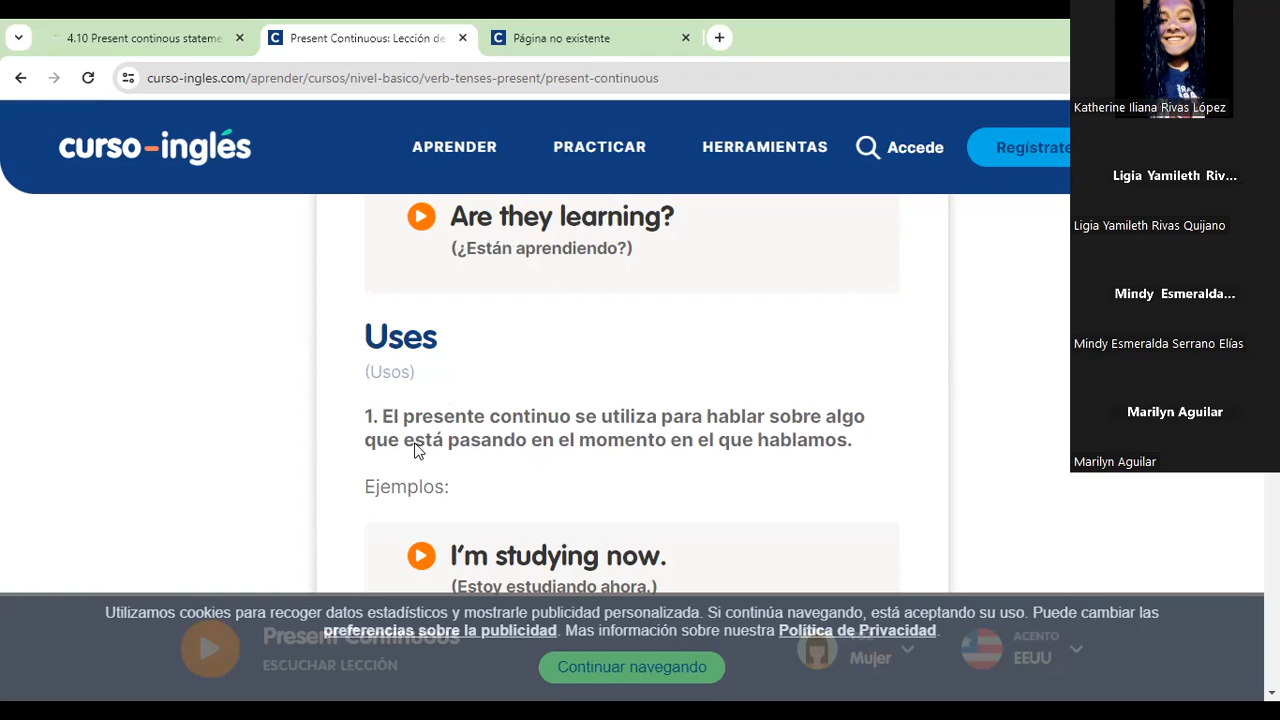 4.10 Present continous stateme
Present Continuous: Lección de
Página no existente
curso-ingles.com/aprender/cursos/nivel-basico/verb-tenses-present/present-continuous
curso-inglés
APRENDER
PRACTICAR
HERRAMIENTAS
Accede
Regístrate
Are they learning?
(¿Están aprendiendo?)
Uses
(Usos)
1. El presente continuo se utiliza para hablar sobre algo
que está pasando en el momento en el que hablamos.
Ejemplos:
I'm studying now.
(Estoy estudiando ahora.)
Utilizamos cookies para recoger datos estadísticos y mostrarle publicidad personalizada. Si continúa navegando, está aceptando su uso. Puede cambiar las
preferencias sobre la publicidad. Mas información sobre nuestra Política de Privacidad.
Continuar navegando
Present Continuous
ESCUCHAR LECCIÓN
Mujer
ACENTO
EEUU
Katherine Iliana Rivas López
Ligia Yamileth Riv...
Ligia Yamileth Rivas Quijano
Mindy Esmeralda...
Mindy Esmeralda Serrano Elías
Marilyn Aguilar
Marilyn Aguilar